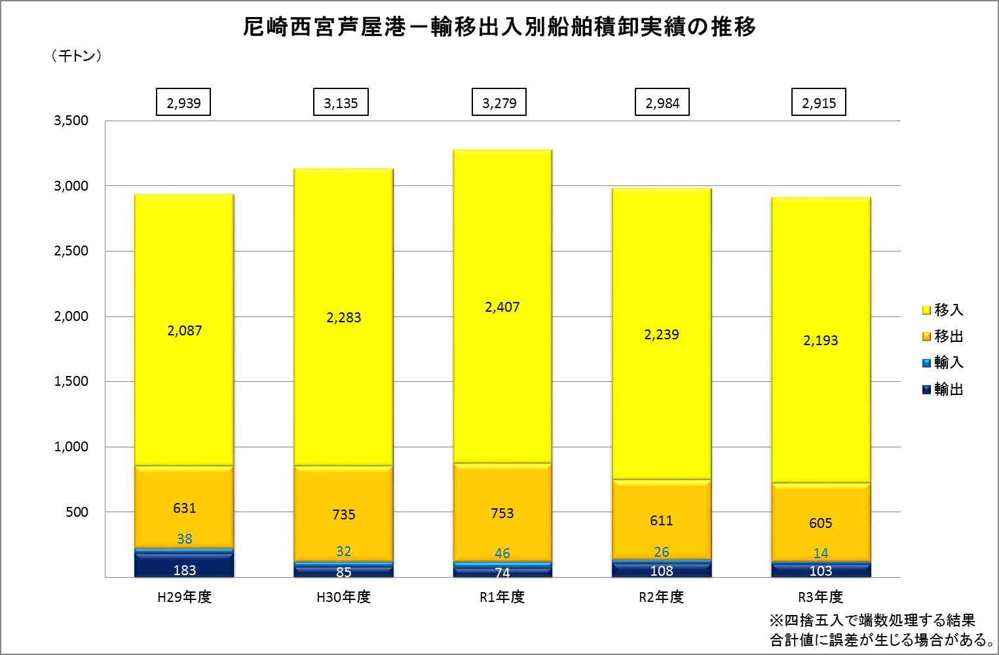 尼崎西宮芦屋港－輸移出入別船舶積卸実績の推移
（千トン）
2,939 3,135 3,279 2,984 2,915
3,500
3,000
2,500
2,000
1,500
1,000
500
2,087 2,283 2,407 2,239 2,193
631 735 753 611 605
38 32 46 26 14
183 85 74 108 103
H29年度 H30年度 R1年度 R2年度 R3年度
移入
移出
輸入
輸出
※四捨五入で端数処理する結果
合計値に誤差が生じる場合がある。